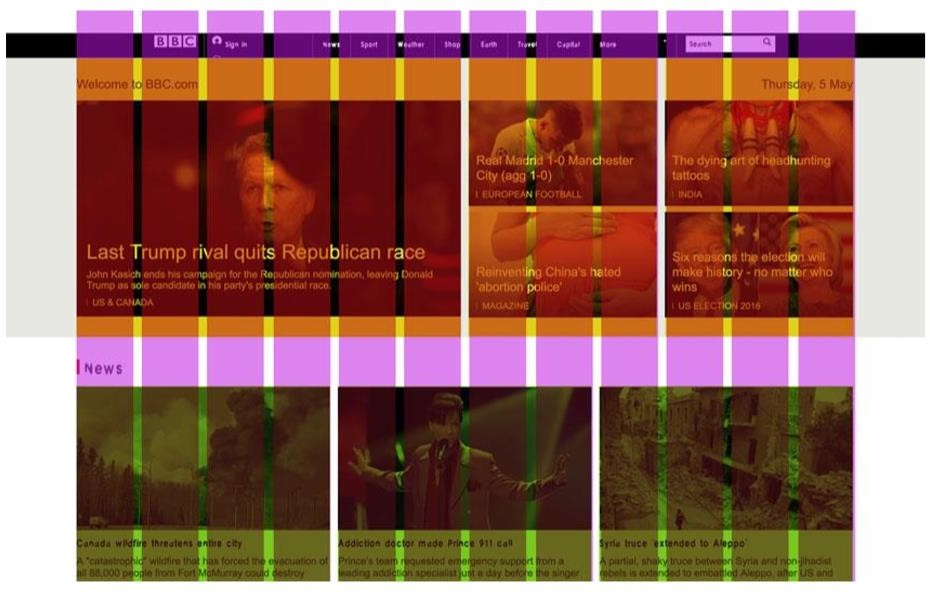 BBC Sign in News Sport Weather Shop Earth Travel Capital More Search
Welcome to BBC.com Thursday, 5 May
Last Trump rival quits Republican race
John Kasich ends his campaign for the Republican nomination, leaving Donald
Trump as sole candidate in his party's presidential race.
US & CANADA
Real Madrid 1-0 Manchester
City (agg 1-0)
EUROPEAN FOOTBALL
The dying art of headhunting
tattoos
INDIA
Reinventing China's hated
'abortion police'
MAGAZINE
Six reasons the election will
make history - no matter who
wins
US ELECTION 2016
News
Canada wildfire threatens entire city
A "catastrophic" wildfire that has forced the evacuation of
all 88,000 people from Fort McMurray could destroy
Addiction doctor made Prince 911 call
Prince's team requested emergency support from a
leading addiction specialist just a day before the singer
Syria truce 'extended to Aleppo'
A partial, shaky truce between Syria and non-jihadist
rebels is extended to embattled Aleppo, after US and